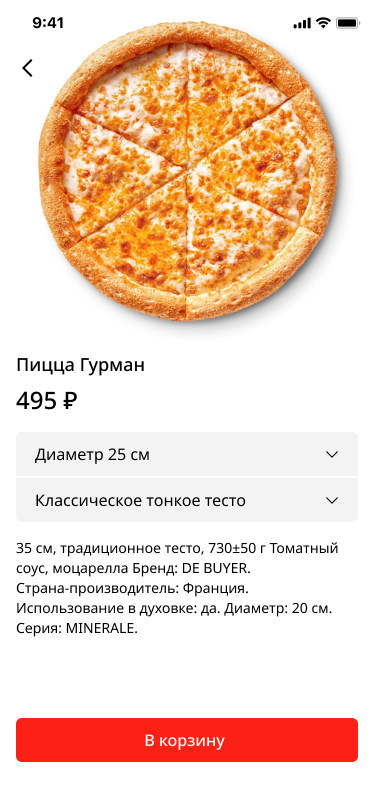 9:41
Пицца Гурман
495 ₽
Диаметр 25 см
Классическое тонкое тесто
35 см, традиционное тесто, 730±50 г Томатный
соус, моцарелла Бренд: DE BUYER.
Страна-производитель: Франция.
Использование в духовке: да. Диаметр: 20 см.
Серия: MINERALE.
В корзину